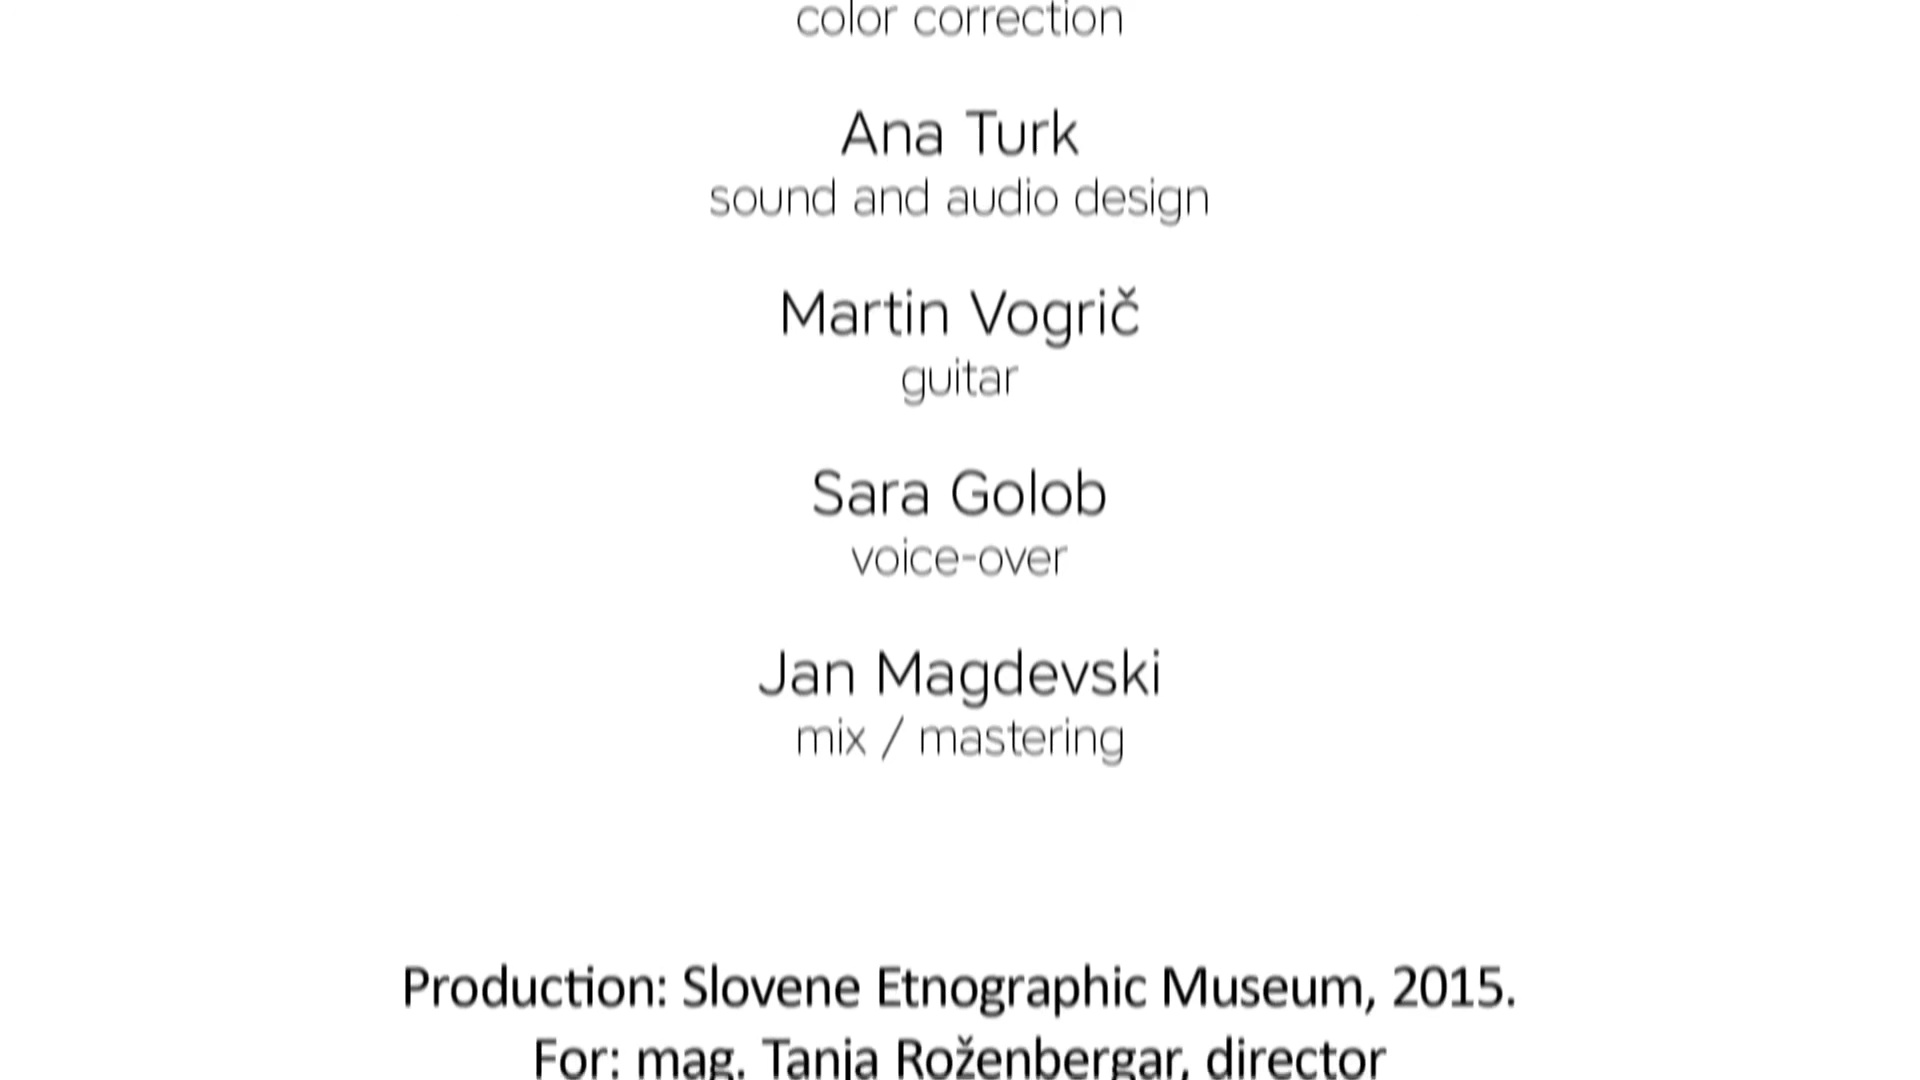 color correction
Ana Turk
sound and audio design
Martin Vogrič
guitar
Sara Golob
voice-over
Jan Magdevski
mix / mastering
Production: Slovene Etnographic Museum, 2015.
For: mag. Tanja Roženbergar, director